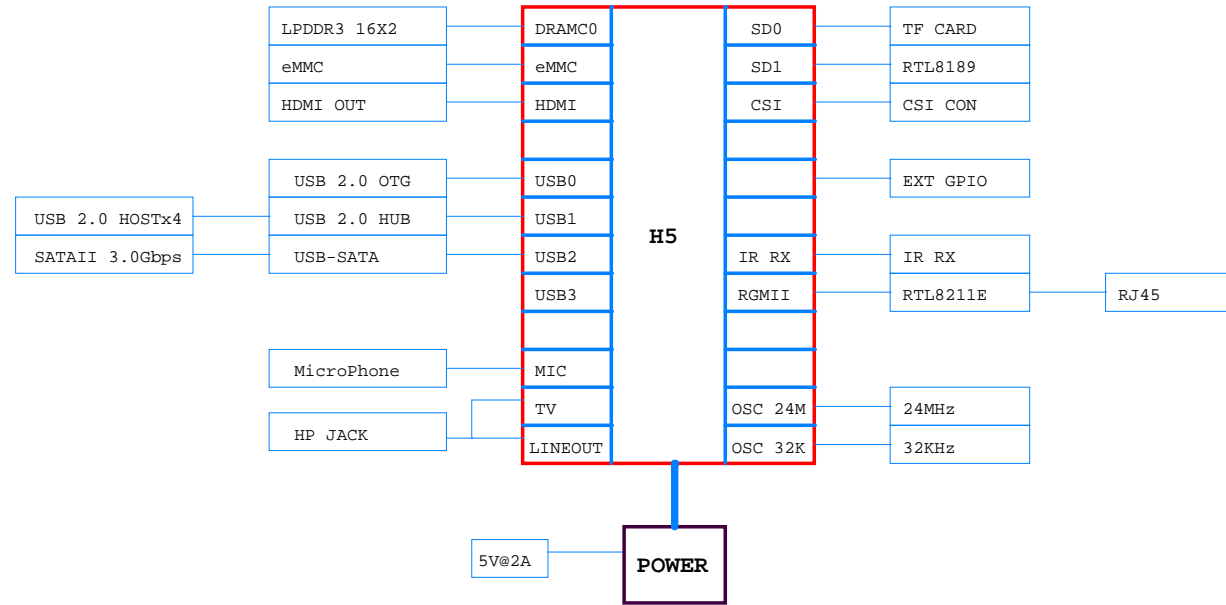 LPDDR3 16X2 DRAMC0 SD0 TF CARD
eMMC eMMC SD1 RTL8189
HDMI OUT HDMI CSI CSI CON
USB 2.0 OTG USB0 EXT GPIO
USB 2.0 HOSTx4 USB 2.0 HUB USB1
H5
SATAII 3.0Gbps USB-SATA USB2 IR RX IR RX
USB3 RGMII RTL8211E RJ45
MicroPhone MIC
TV OSC 24M 24MHz
HP JACK
LINEOUT OSC 32K 32KHz
5V@2A POWER